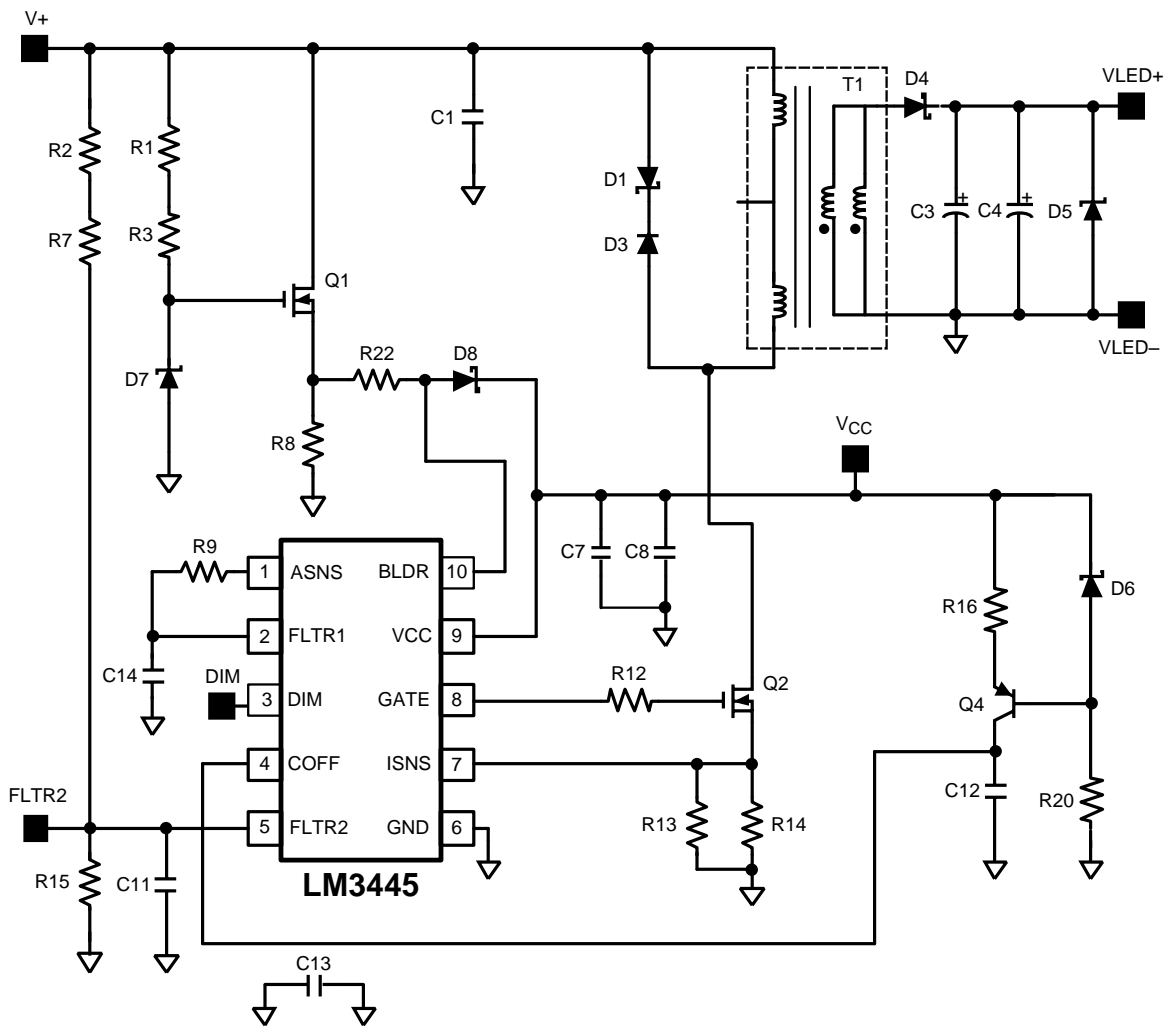 V+
T1
D4
VLED+
R2
R1
C1
D1
C3
+
C4
+
D5
R7
R3
D3
Q1
VLED–
D7
R22
D8
R8
VCC
R9
1
ASNS
BLDR
10
C7
C8
R16
D6
2
FLTR1
VCC
9
C14
DIM
3
DIM
GATE
8
R12
Q2
Q4
4
COFF
ISNS
7
C12
R20
FLTR2
5
FLTR2
GND
6
R13
R14
R15
C11
LM3445
C13